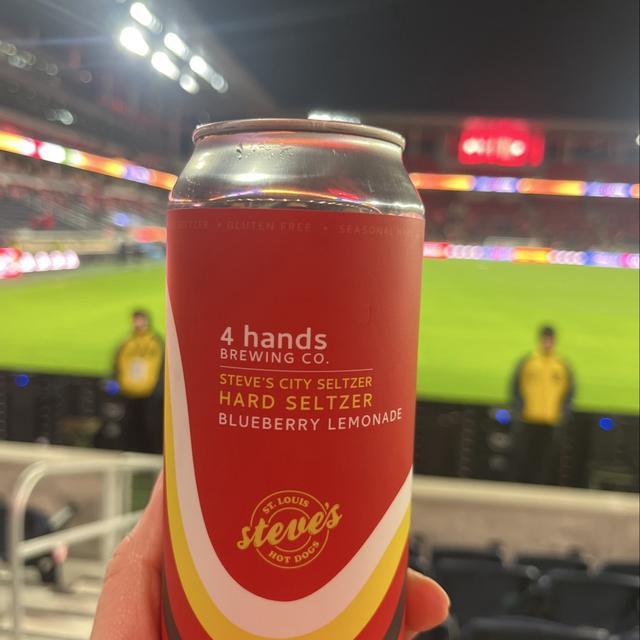 SELTZER • GLUTEN FREE • SEASONAL
4 hands
BREWING CO.
STEVE'S CITY SELTZER
HARD SELTZER
BLUEBERRY LEMONADE
ST. LOUIS
steve's
HOT DOGS